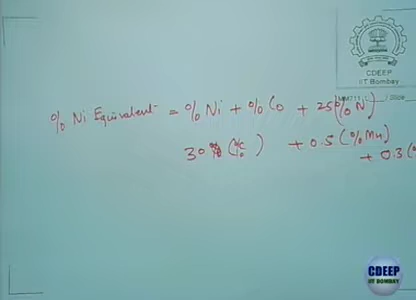 CDEEP
IIT Bombay
% Ni Equivalent = % Ni + % Co + 25(% N)
30 (% C) + 0.5 (% Mn)
+ 0.3 (
CDEEP
IIT BOMBAY